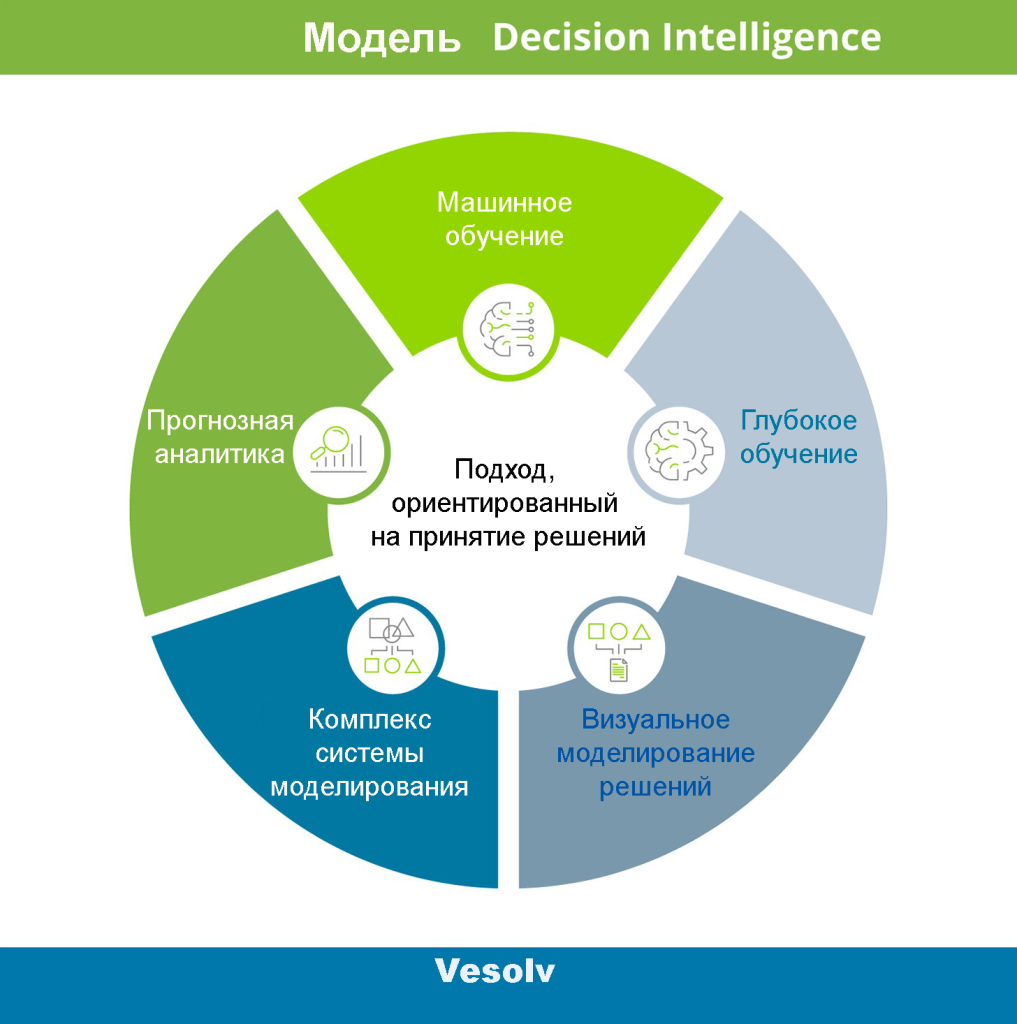 Модель Decision Intelligence
Машинное
обучение
Прогнозная
аналитика
Глубокое
обучение
Подход,
ориентированный
на принятие решений
Комплекс
системы
моделирования
Визуальное
моделирование
решений
Vesolv